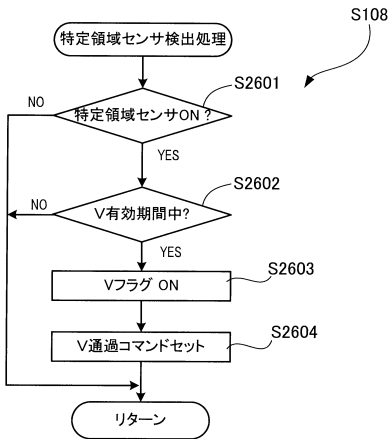 S108
特定領域センサ検出処理
S2601
特定領域センサON?
NO
YES
S2602
V有効期間中?
NO
YES
S2603
Vフラグ ON
S2604
V通過コマンドセット
リターン